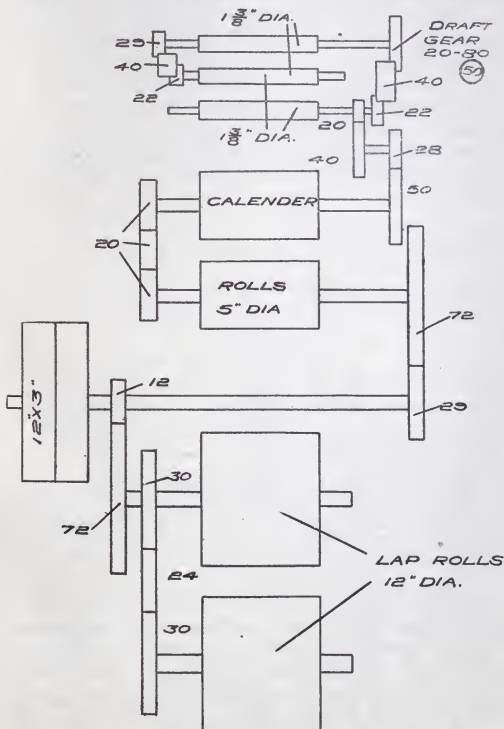 1 3/8" DIA.
DRAFT
GEAR
20-80
50
29
40
22
40
22
1 3/8" DIA.
20
40
28
50
CALENDER
20
ROLLS
5" DIA
72
12"X3"
12
29
30
72
LAP ROLLS
12" DIA.
24
30